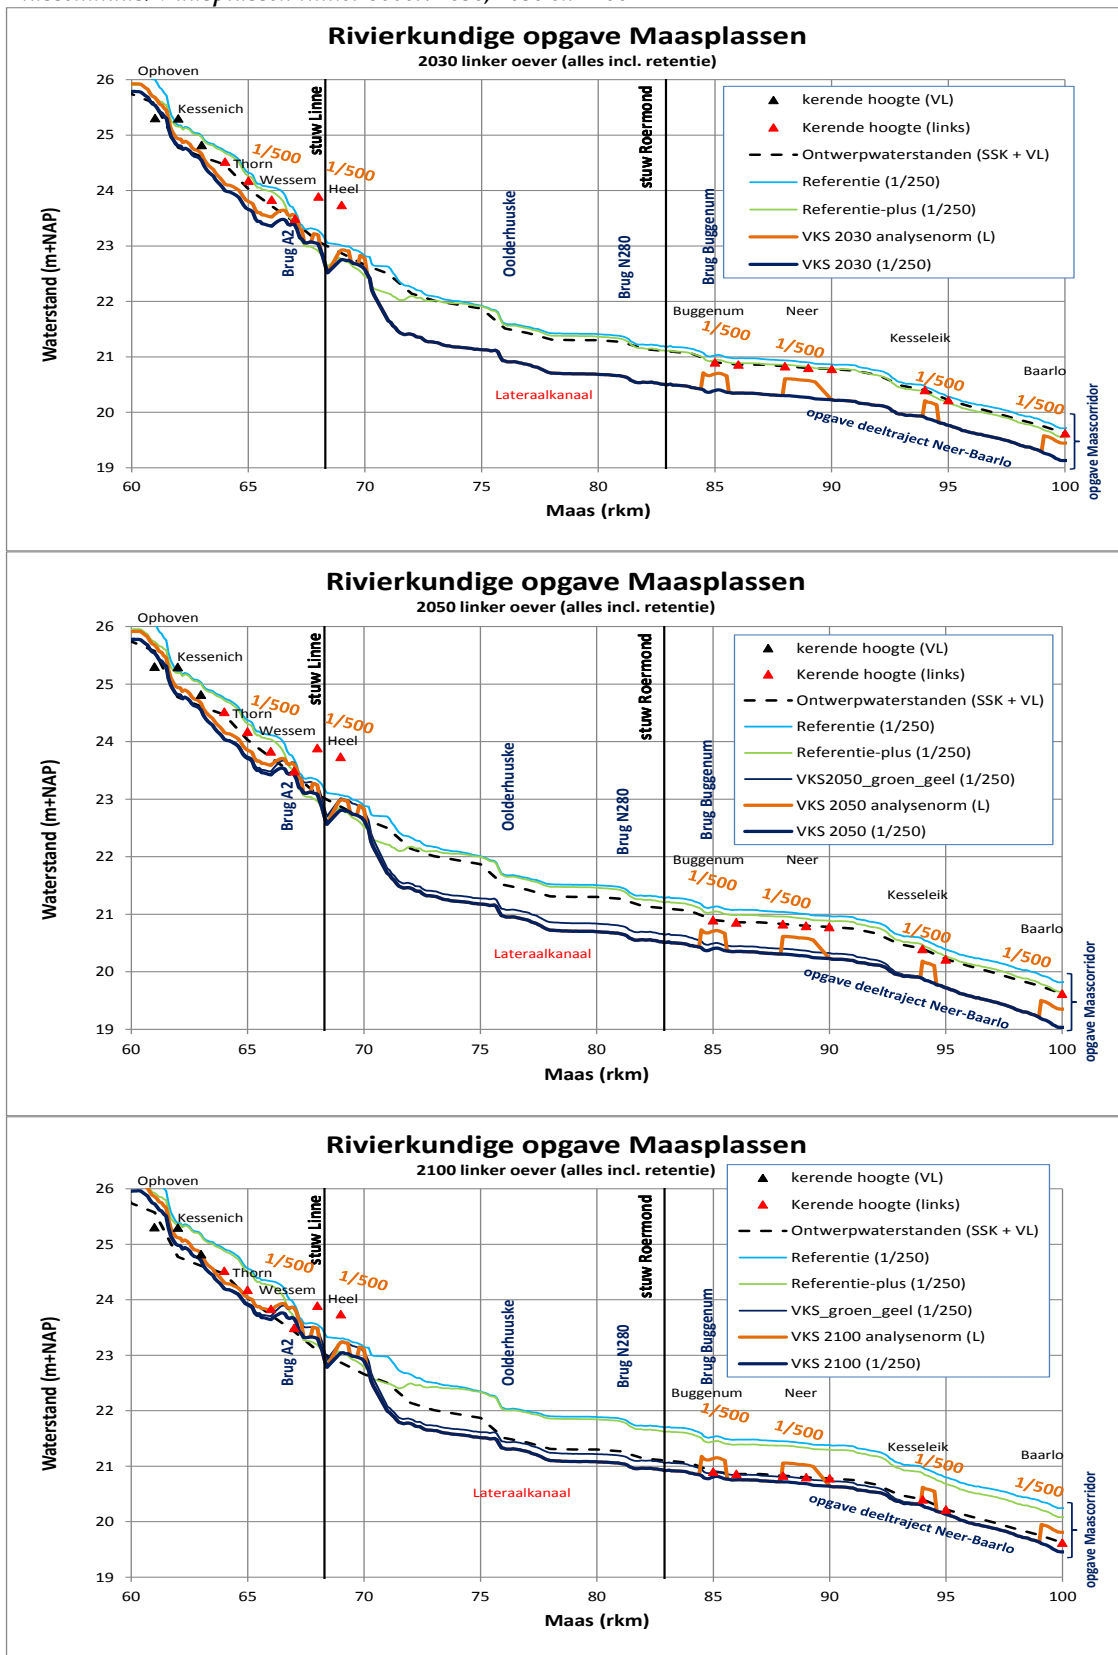 Rivierkundige opgave Maasplassen
2030 linker oever (alles incl. retentie)
Waterstand (m+NAP)
26
25
24
23
22
21
20
19
60
65
70
75
80
85
90
95
100
Maas (rkm)
Ophoven
Kessenich
Thorn
Wessem
Heel
1/500
1/500
Brug A2
stuw Linne
Oolderhuuske
Lateraalkanaal
Brug N280
stuw Roermond
Brug Buggenum
Buggenum
1/500
Neer
1/500
Kesseleik
1/500
Baarlo
1/500
opgave deeltraject Neer-Baarlo
opgave Maascorridor
kerende hoogte (VL)
Kerende hoogte (links)
Ontwerpwaterstanden (SSK + VL)
Referentie (1/250)
Referentie-plus (1/250)
VKS 2030 analysenorm (L)
VKS 2030 (1/250)
Rivierkundige opgave Maasplassen
2050 linker oever (alles incl. retentie)
Waterstand (m+NAP)
26
25
24
23
22
21
20
19
60
65
70
75
80
85
90
95
100
Maas (rkm)
Ophoven
Kessenich
Thorn
Wessem
Heel
1/500
1/500
Brug A2
stuw Linne
Oolderhuuske
Lateraalkanaal
Brug N280
stuw Roermond
Brug Buggenum
Buggenum
1/500
Neer
1/500
Kesseleik
1/500
Baarlo
1/500
opgave deeltraject Neer-Baarlo
opgave Maascorridor
kerende hoogte (VL)
Kerende hoogte (links)
Ontwerpwaterstanden (SSK + VL)
Referentie (1/250)
Referentie-plus (1/250)
VKS2050_groen_geel (1/250)
VKS 2050 analysenorm (L)
VKS 2050 (1/250)
Rivierkundige opgave Maasplassen
2100 linker oever (alles incl. retentie)
Waterstand (m+NAP)
26
25
24
23
22
21
20
19
60
65
70
75
80
85
90
95
100
Maas (rkm)
Ophoven
Kessenich
Thorn
Wessem
Heel
1/500
1/500
Brug A2
stuw Linne
Oolderhuuske
Lateraalkanaal
Brug N280
stuw Roermond
Brug Buggenum
Buggenum
1/500
Neer
1/500
Kesseleik
1/500
Baarlo
1/500
opgave deeltraject Neer-Baarlo
opgave Maascorridor
kerende hoogte (VL)
Kerende hoogte (links)
Ontwerpwaterstanden (SSK + VL)
Referentie (1/250)
Referentie-plus (1/250)
VKS_groen_geel (1/250)
VKS 2100 analysenorm (L)
VKS 2100 (1/250)